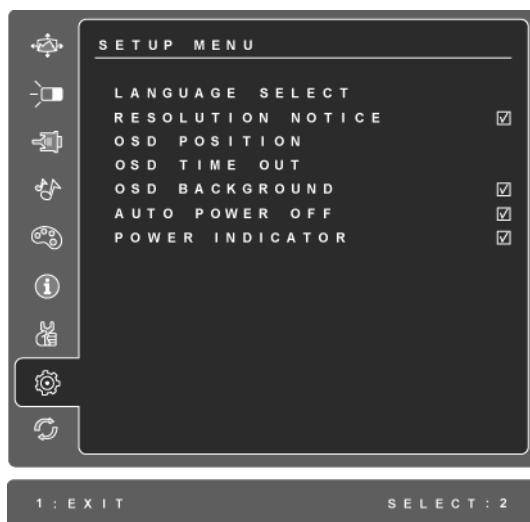 SETUP MENU
LANGUAGE SELECT
RESOLUTION NOTICE
OSD POSITION
OSD TIME OUT
OSD BACKGROUND
AUTO POWER OFF
POWER INDICATOR
1:EXIT SELECT:2